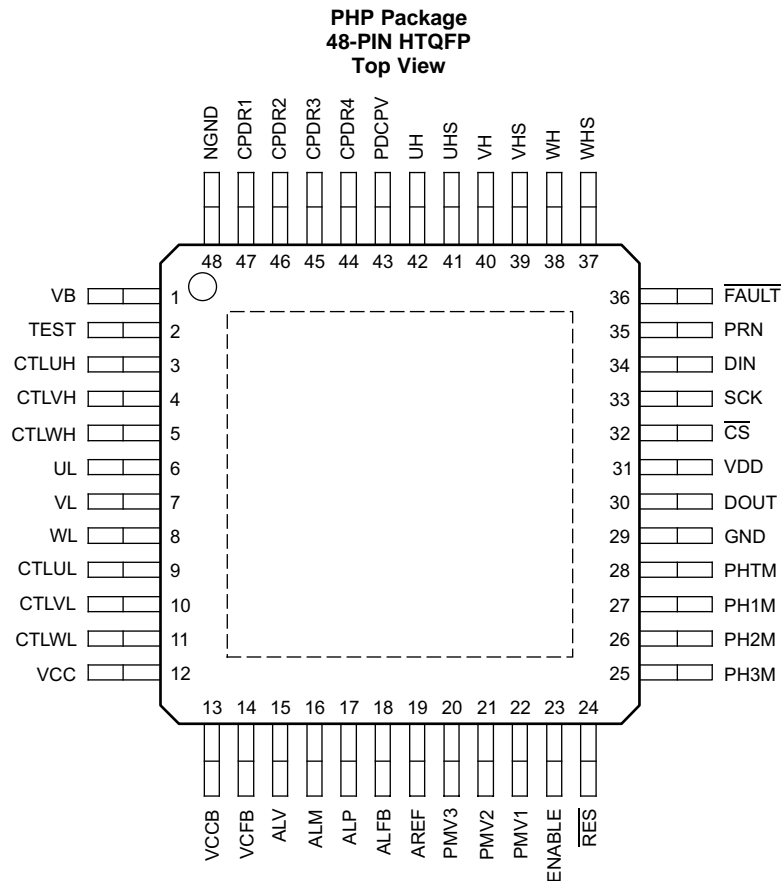 PHP Package
48-PIN HTQFP
Top View
NGND
CPDR1
CPDR2
CPDR3
CPDR4
PDCPV
UH
UHS
VH
VHS
WH
WHS
48 47 46 45 44 43 42 41 40 39 38 37
VB 1
TEST 2
CTLUH 3
CTLVH 4
CTLWH 5
UL 6
VL 7
WL 8
CTLUL 9
CTLVL 10
CTLWL 11
VCC 12
36 FAULT
35 PRN
34 DIN
33 SCK
32 CS
31 VDD
30 DOUT
29 GND
28 PHTM
27 PH1M
26 PH2M
25 PH3M
13 14 15 16 17 18 19 20 21 22 23 24
VCCB
VCFB
ALV
ALM
ALP
ALFB
AREF
PMV3
PMV2
PMV1
ENABLE
RES